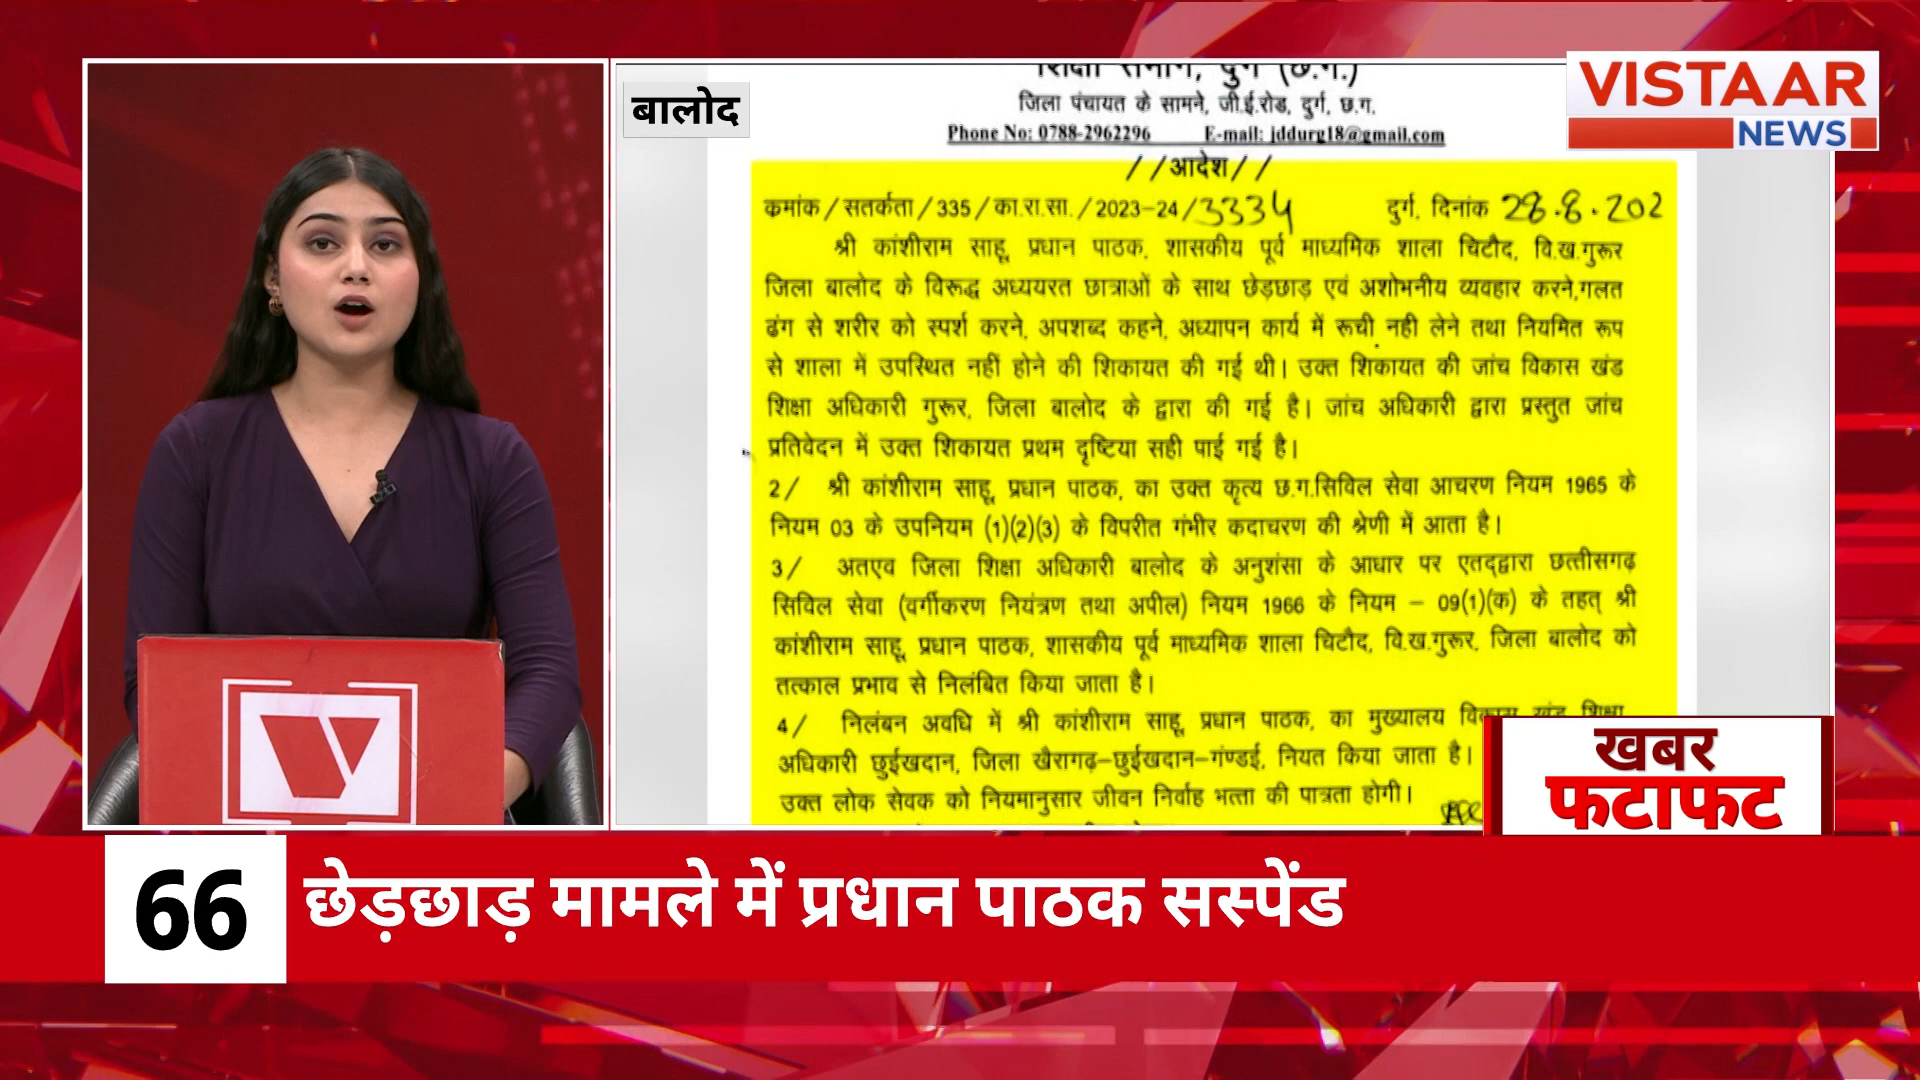 बालोद
शिक्षा संभाग, दुर्ग (छ.ग.)
जिला पंचायत के सामने, जी.ई.रोड, दुर्ग, छ.ग.
Phone No: 0788-2962296 E-mail: jddurg18@gmail.com
//आदेश//
कमांक/सतर्कता/335/का.रा.सा./2023-24/3334 दुर्ग, दिनांक 28.8.202
श्री कांशीराम साहू, प्रधान पाठक, शासकीय पूर्व माध्यमिक शाला चिटौद, वि.ख.गुरूर
जिला बालोद के विरूद्ध अध्ययरत छात्राओं के साथ छेड़छाड़ एवं अशोभनीय व्यवहार करने,गलत
ढंग से शरीर को स्पर्श करने, अपशब्द कहने, अध्यापन कार्य में रूची नही लेने तथा नियमित रूप
से शाला में उपस्थित नहीं होने की शिकायत की गई थी। उक्त शिकायत की जांच विकास खंड
शिक्षा अधिकारी गुरूर, जिला बालोद के द्वारा की गई है। जांच अधिकारी द्वारा प्रस्तुत जांच
प्रतिवेदन में उक्त शिकायत प्रथम दृष्टिया सही पाई गई है।
2/ श्री कांशीराम साहू, प्रधान पाठक, का उक्त कृत्य छ.ग.सिविल सेवा आचरण नियम 1965 के
नियम 03 के उपनियम (1)(2)(3) के विपरीत गंभीर कदाचरण की श्रेणी में आता है।
3/ अतएव जिला शिक्षा अधिकारी बालोद के अनुशंसा के आधार पर एतद्द्वारा छत्तीसगढ़
सिविल सेवा (वर्गीकरण नियंत्रण तथा अपील) नियम 1966 के नियम – 09(1)(क) के तहत् श्री
कांशीराम साहू, प्रधान पाठक, शासकीय पूर्व माध्यमिक शाला चिटौद, वि.ख.गुरूर, जिला बालोद को
तत्काल प्रभाव से निलंबित किया जाता है।
4/ निलंबन अवधि में श्री कांशीराम साहू, प्रधान पाठक, का मुख्यालय विकास खंड शिक्षा
अधिकारी छुईखदान, जिला खैरागढ़–छुईखदान–गंण्डई, नियत किया जाता है।
उक्त लोक सेवक को नियमानुसार जीवन निर्वाह भत्ता की पात्रता होगी।
VISTAAR
NEWS
खबर
फटाफट
66 छेड़छाड़ मामले में प्रधान पाठक सस्पेंड